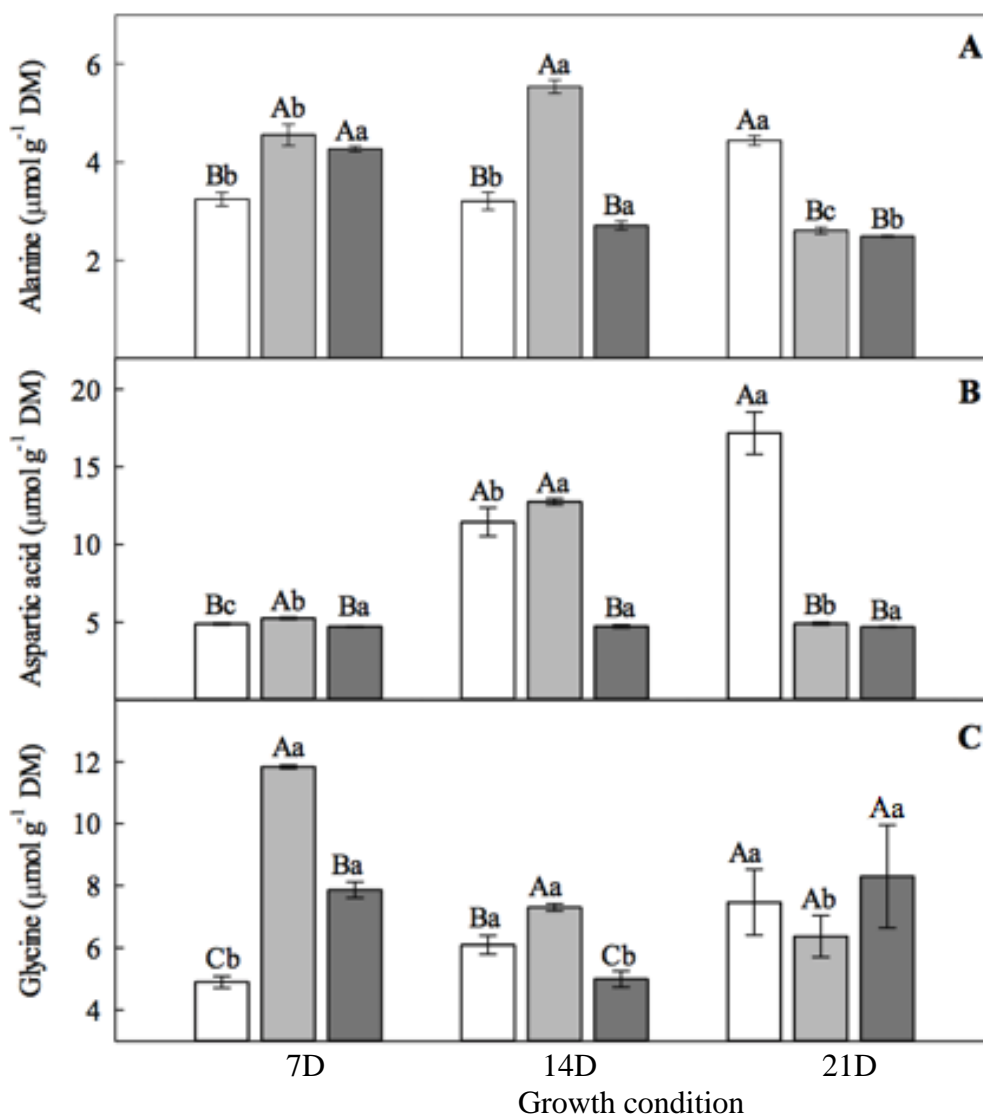 A
Alanine (μmol g⁻¹ DM)
6
4
2
Bb
Ab
Aa
Bb
Aa
Ba
Aa
Bc
Bb
B
Aspartic acid (μmol g⁻¹ DM)
20
15
10
5
Bc
Ab
Ba
Ab
Aa
Ba
Aa
Bb
Ba
C
Glycine (μmol g⁻¹ DM)
12
10
8
6
4
Cb
Aa
Ba
Ba
Aa
Cb
Aa
Ab
Aa
7D
14D
21D
Growth condition